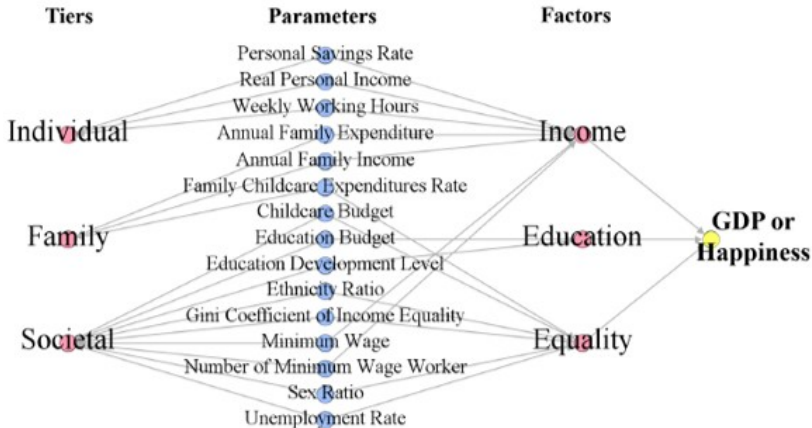 Tiers Parameters Factors
Personal Savings Rate
Real Personal Income
Weekly Working Hours
Individual Annual Family Expenditure Income
Annual Family Income
Family Childcare Expenditures Rate
Childcare Budget
Family Education Budget Education GDP or Happiness
Education Development Level
Ethnicity Ratio
Gini Coefficient of Income Equality
Societal Minimum Wage Equality
Number of Minimum Wage Worker
Sex Ratio
Unemployment Rate